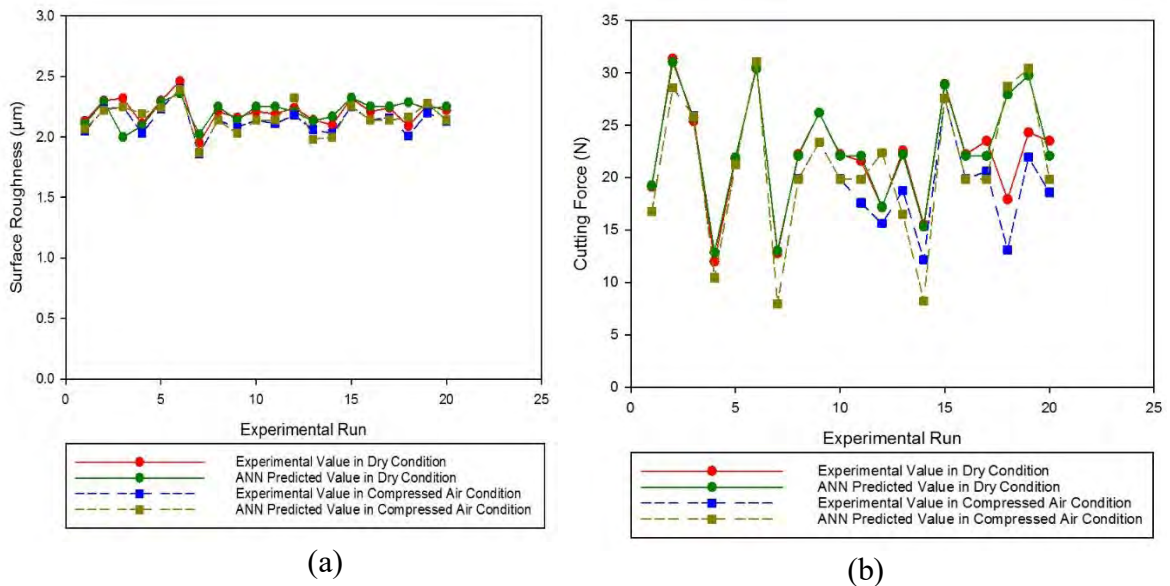 3.0
2.5
2.0
1.5
1.0
0.5
0.0
0 5 10 15 20 25
Surface Roughness (µm)
Experimental Run
Experimental Value in Dry Condition
ANN Predicted Value in Dry Condition
Experimental Value in Compressed Air Condition
ANN Predicted Value in Compressed Air Condition
(a)
35
30
25
20
15
10
5
0
0 5 10 15 20 25
Cutting Force (N)
Experimental Run
Experimental Value in Dry Condition
ANN Predicted Value in Dry Condition
Experimental Value in Compressed Air Condition
ANN Predicted Value in Compressed Air Condition
(b)